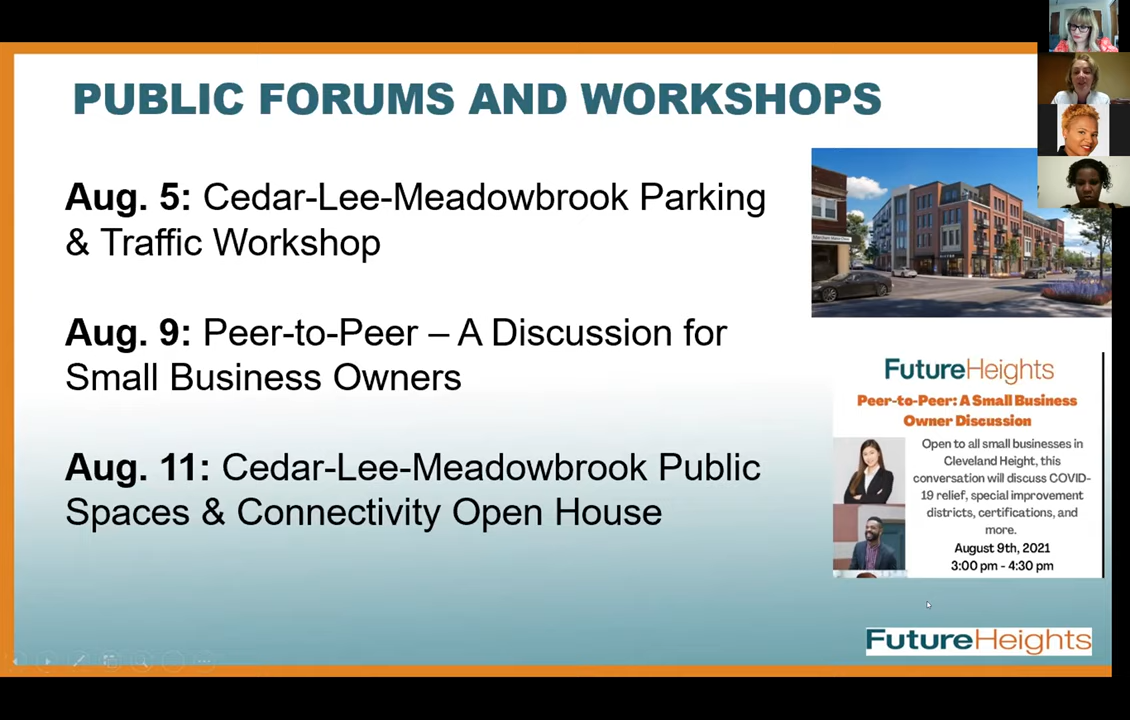 PUBLIC FORUMS AND WORKSHOPS
Aug. 5: Cedar-Lee-Meadowbrook Parking
& Traffic Workshop
Aug. 9: Peer-to-Peer – A Discussion for
Small Business Owners
Aug. 11: Cedar-Lee-Meadowbrook Public
Spaces & Connectivity Open House
FutureHeights
Peer-to-Peer: A Small Business
Owner Discussion
Open to all small businesses in
Cleveland Height, this
conversation will discuss COVID-
19 relief, special improvement
districts, certifications, and
more.
August 9th, 2021
3:00 pm - 4:30 pm
FutureHeights